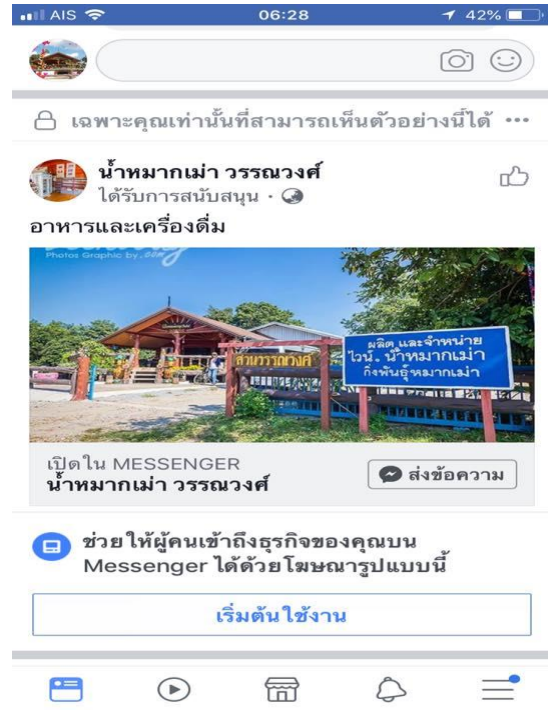 AIS
06:28
42%
เฉพาะคุณเท่านั้นที่สามารถเห็นตัวอย่างนี้ได้
น้ำหมากเม่า วรรณวงศ์
ได้รับการสนับสนุน
อาหารและเครื่องดื่ม
Photos Graphic by
สวนวรรณวงศ์
ผลิต และจำหน่าย
ไวน์. น้ำหมากเม่า
กิ่งพันธุ์หมากเม่า
เปิดใน MESSENGER
น้ำหมากเม่า วรรณวงศ์
ส่งข้อความ
ช่วยให้ผู้คนเข้าถึงธุรกิจของคุณบน
Messenger ได้ด้วยโฆษณารูปแบบนี้
เริ่มต้นใช้งาน